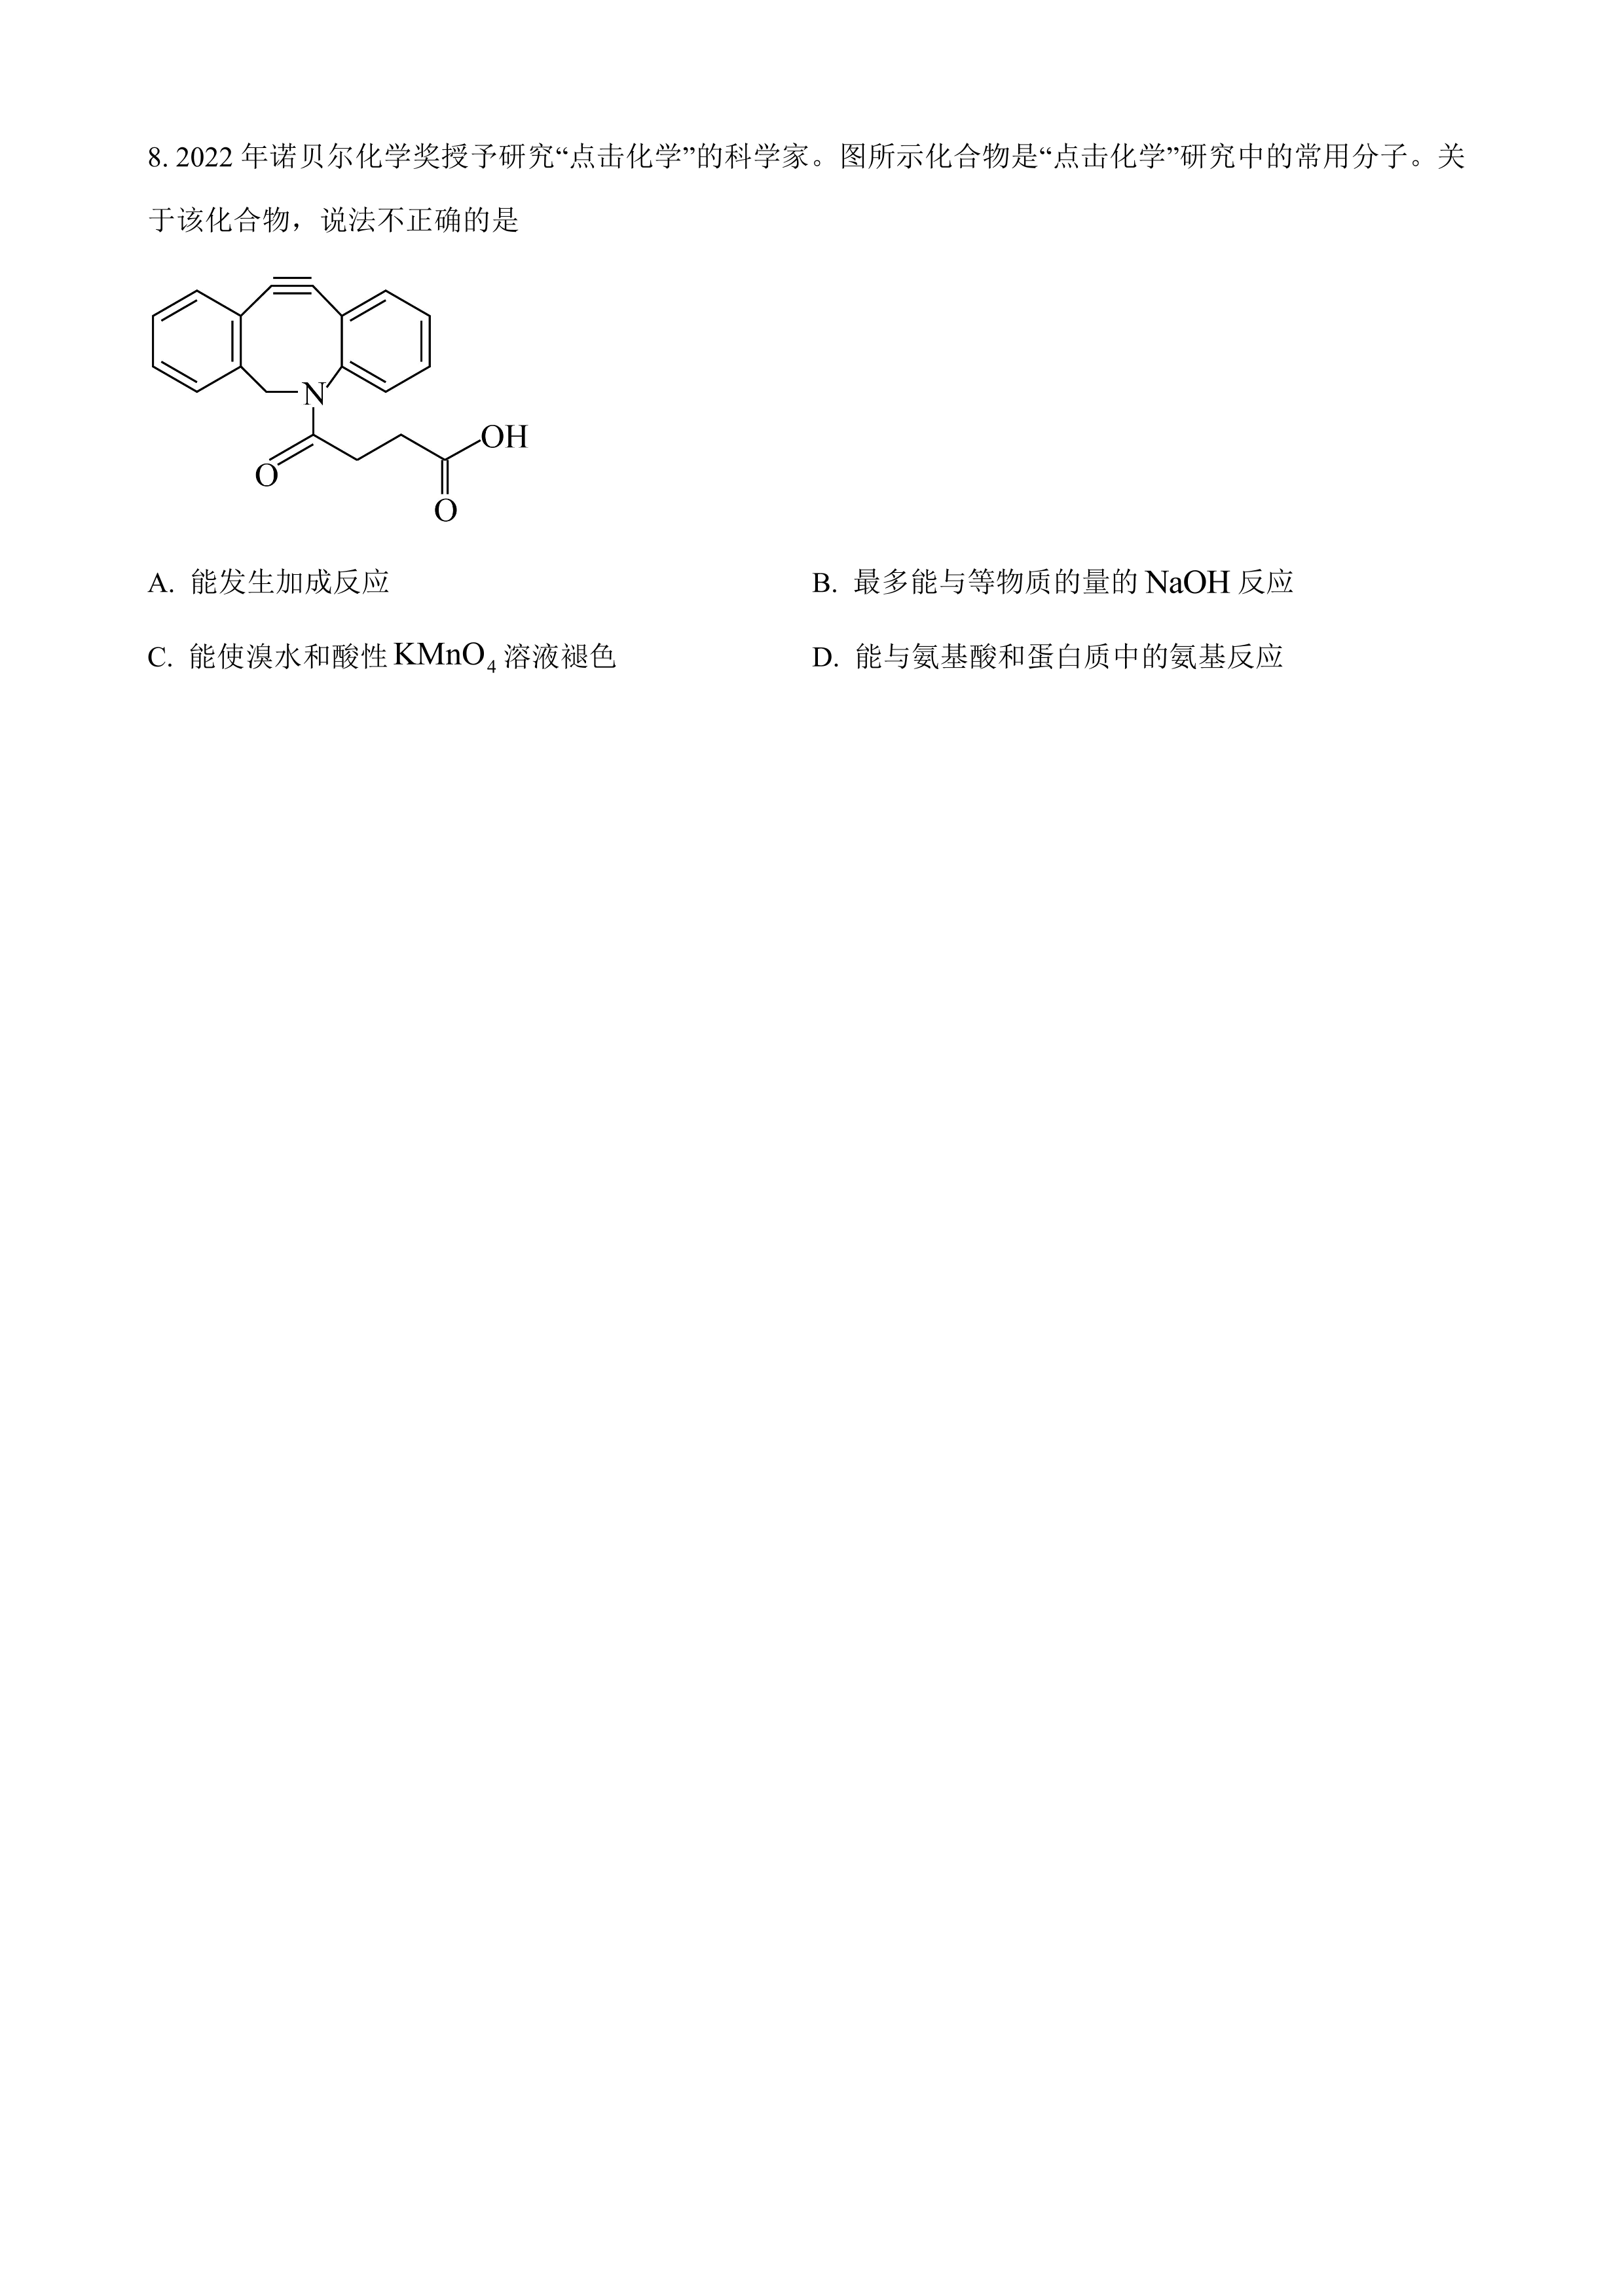 8. 2022 年诺贝尔化学奖授予研究“点击化学”的科学家。图所示化合物是“点击化学”研究中的常用分子。关
于该化合物，说法不正确的是
N
OH
O
O
A. 能发生加成反应 B. 最多能与等物质的量的 NaOH 反应
C. 能使溴水和酸性 KMnO₄ 溶液褪色 D. 能与氨基酸和蛋白质中的氨基反应